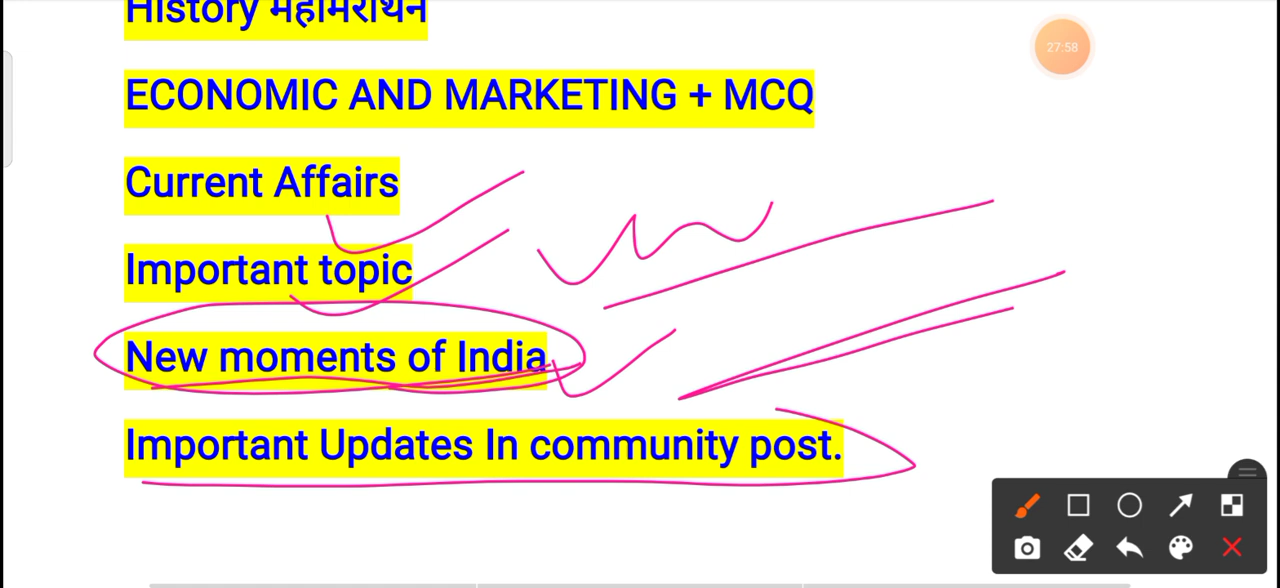 History महामैराथन
27:58
ECONOMIC AND MARKETING + MCQ
Current Affairs
Important topic
New moments of India
Important Updates In community post.